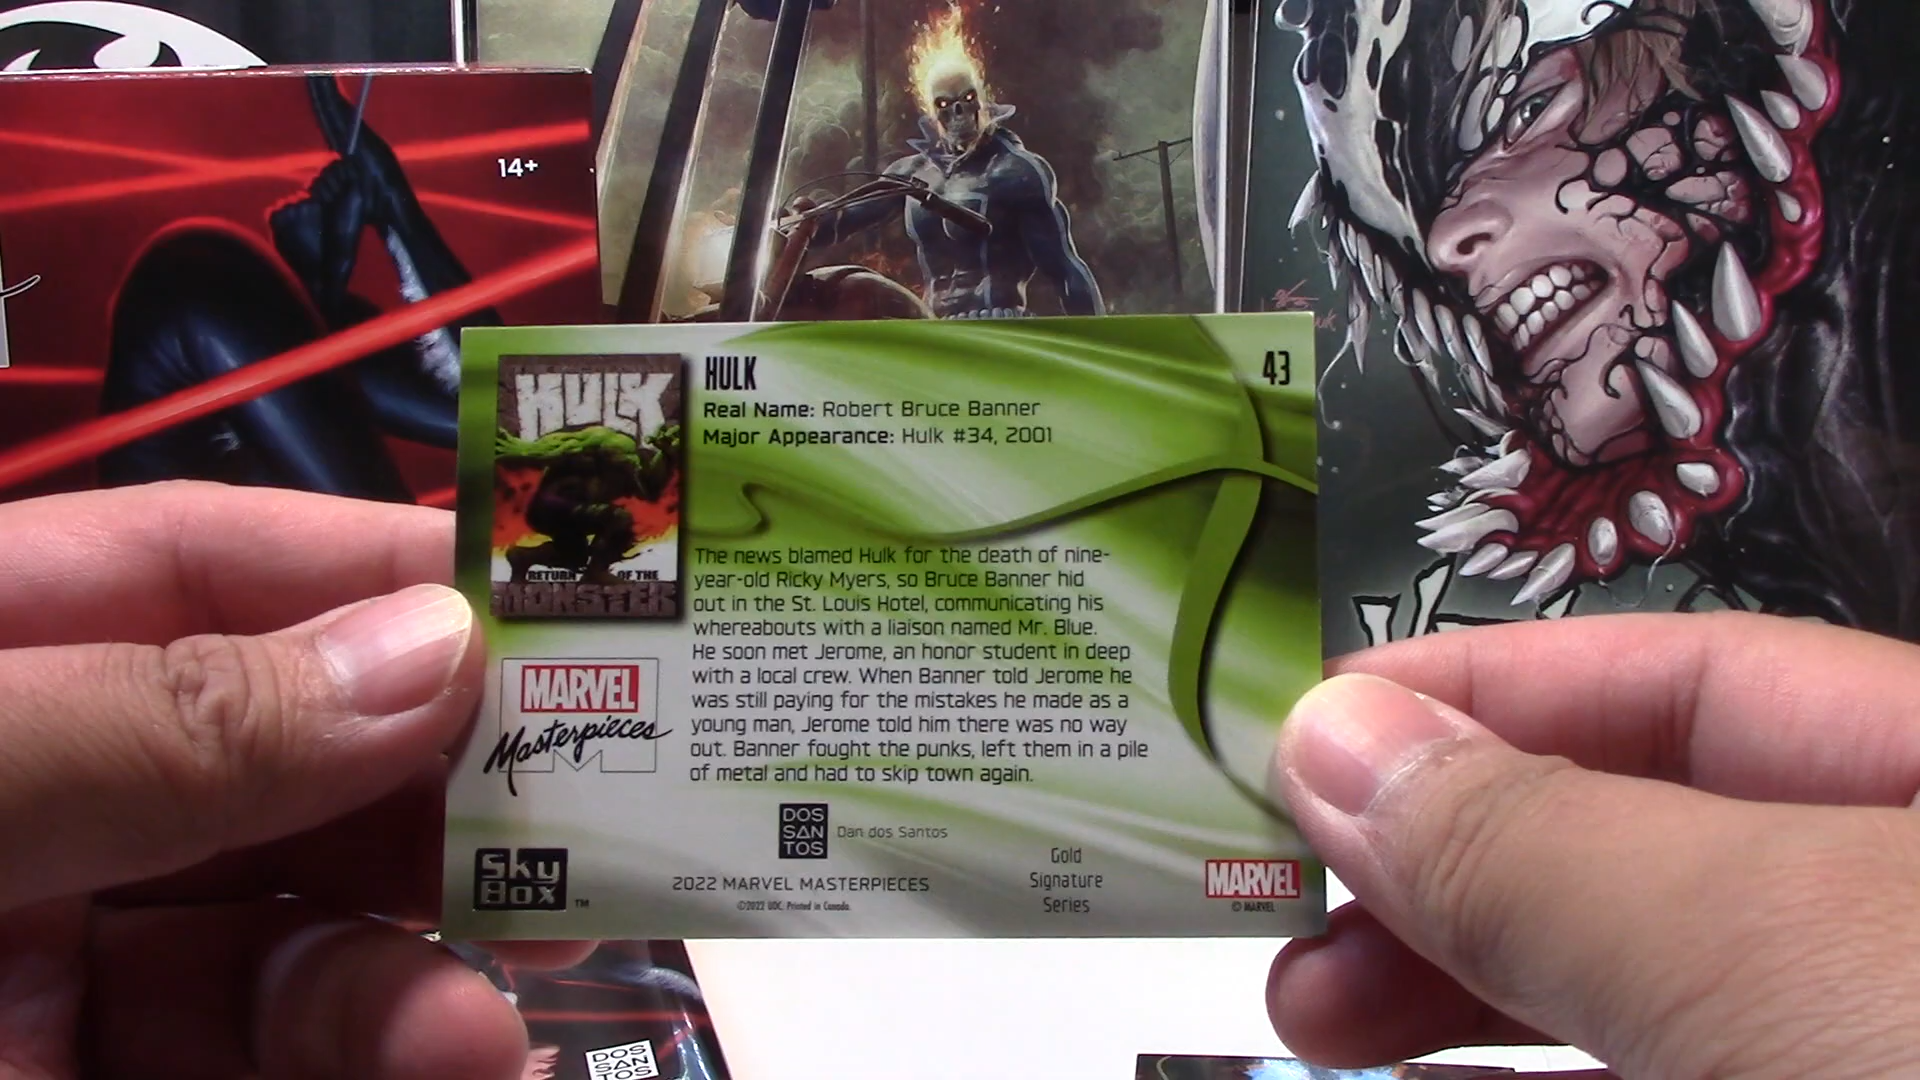 14+
HULK
RETURN OF THE
MONSTER
HULK
43
Real Name: Robert Bruce Banner
Major Appearance: Hulk #34, 2001
The news blamed Hulk for the death of nine-
year-old Ricky Myers, so Bruce Banner hid
out in the St. Louis Hotel, communicating his
whereabouts with a liaison named Mr. Blue.
He soon met Jerome, an honor student in deep
with a local crew. When Banner told Jerome he
was still paying for the mistakes he made as a
young man, Jerome told him there was no way
out. Banner fought the punks, left them in a pile
of metal and had to skip town again.
MARVEL
Masterpieces
DOS
SAN
TOS
Dan dos Santos
Sky
Box
™
2022 MARVEL MASTERPIECES
©2022 UDC. Printed in Canada.
Gold
Signature
Series
MARVEL
© MARVEL